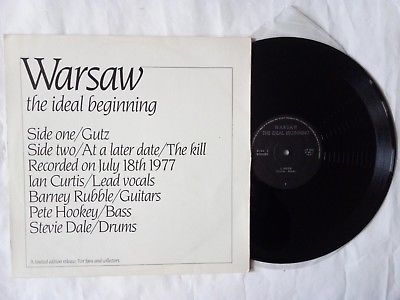 Warsaw
the ideal beginning
Side one/Gutz
Side two/At a later date/The kill
Recorded on July 18th 1977
Ian Curtis/Lead vocals
Barney Rubble/Guitars
Pete Hookey/Bass
Stevie Dale/Drums
A limited edition release. For fans and collectors.
WARSAW
THE IDEAL BEGINNING